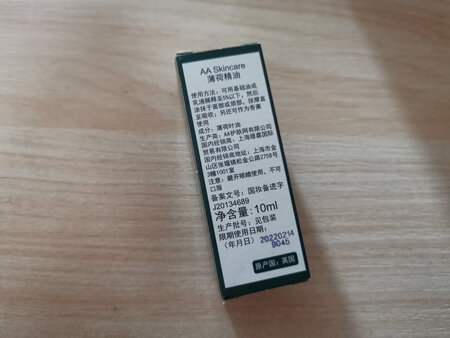 AA Skincare
薄荷精油
使用方法：可用基础油或
乳液稀释至5%以下，然后
涂抹于面部或颈部，按摩直
至吸收；另还可作为香薰
使用
成分：薄荷叶油
生产商：AA护肤网有限公司
国内经销商：上海缙嘉国际
贸易有限公司
国内经销商地址：上海市金
山区张堰镇松金公路2758号
3幢1001室
注意：避开眼睛使用，不可
口服
备案文号：国妆备进字
J20134689
净含量：10ml
生产批号：见包装
限期使用日期：
（年月日） 20220214
9045
原产国：英国